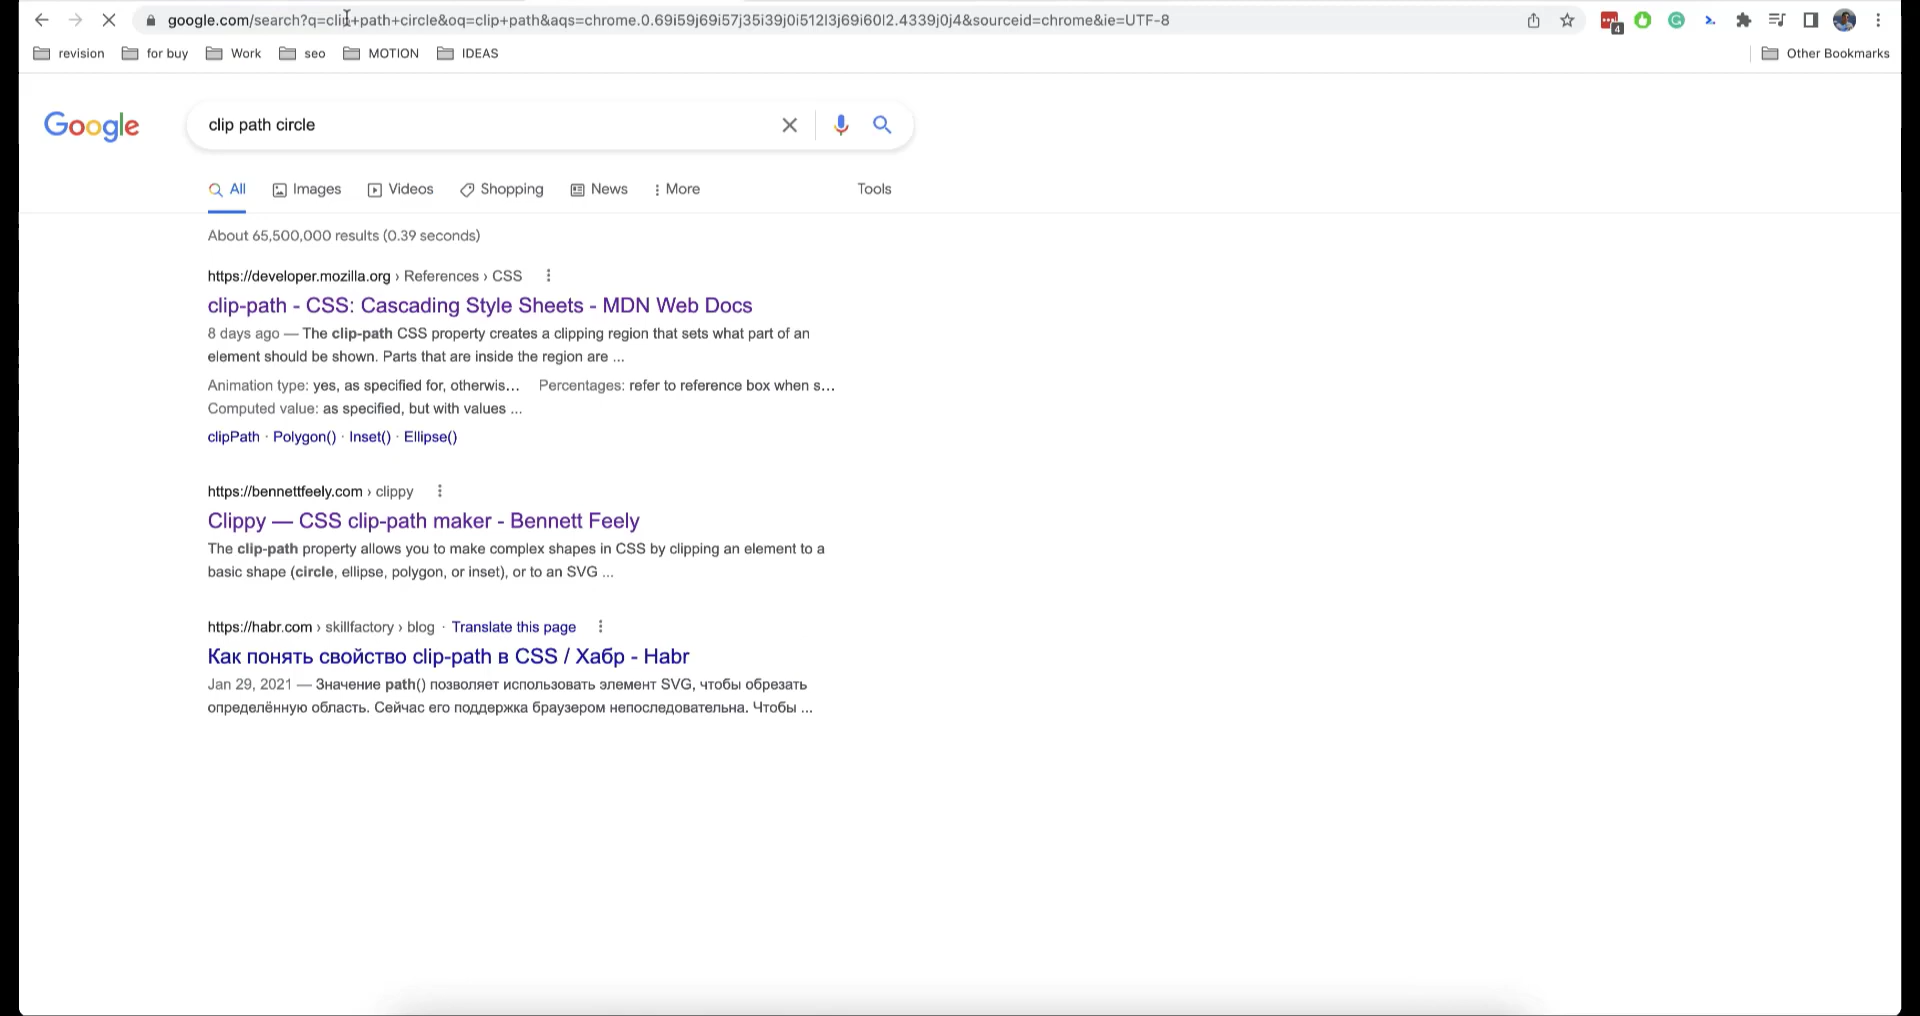 google.com/search?q=clip+path+circle&oq=clip+path&aqs=chrome.0.69i59j69i57j35i39j0i512l3j69i60l2.4339j0j4&sourceid=chrome&ie=UTF-8
4
revision for buy Work seo MOTION IDEAS Other Bookmarks
Google clip path circle
All Images Videos Shopping News More Tools
About 65,500,000 results (0.39 seconds)
https://developer.mozilla.org › References › CSS
clip-path - CSS: Cascading Style Sheets - MDN Web Docs
8 days ago — The clip-path CSS property creates a clipping region that sets what part of an
element should be shown. Parts that are inside the region are ...
Animation type: yes, as specified for, otherwis... Percentages: refer to reference box when s...
Computed value: as specified, but with values ...
clipPath · Polygon() · Inset() · Ellipse()
https://bennettfeely.com › clippy
Clippy — CSS clip-path maker - Bennett Feely
The clip-path property allows you to make complex shapes in CSS by clipping an element to a
basic shape (circle, ellipse, polygon, or inset), or to an SVG ...
https://habr.com › skillfactory › blog · Translate this page
Как понять свойство clip-path в CSS / Хабр - Habr
Jan 29, 2021 — Значение path() позволяет использовать элемент SVG, чтобы обрезать
определённую область. Сейчас его поддержка браузером непоследовательна. Чтобы ...